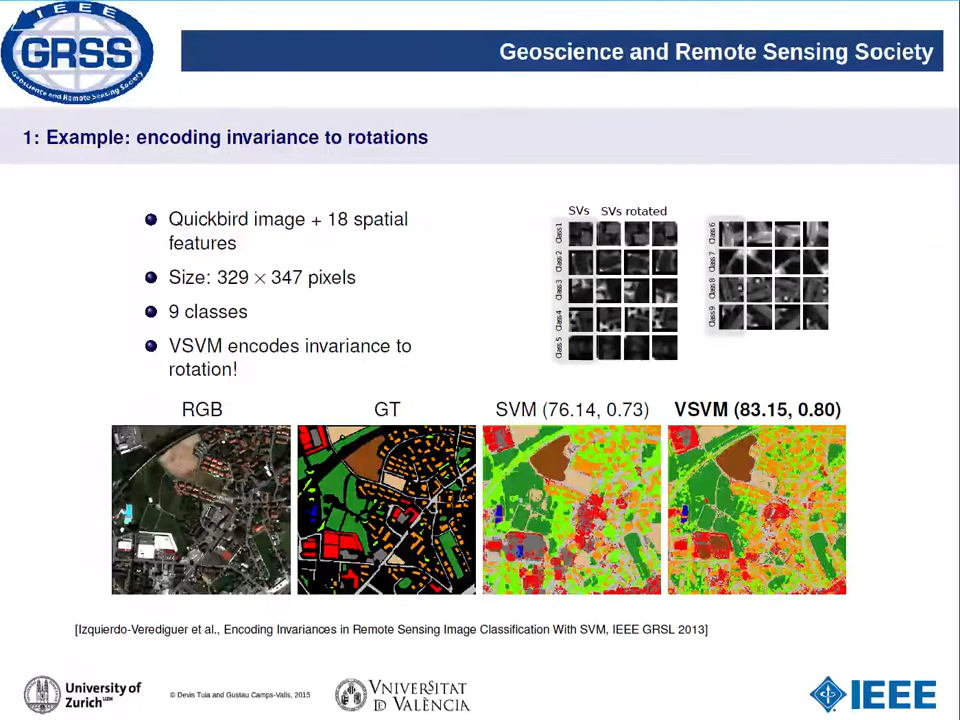 IEEE
GRSS
Geoscience and Remote Sensing Society
Geoscience and Remote Sensing Society
1: Example: encoding invariance to rotations
Quickbird image + 18 spatial
features
Size: 329 × 347 pixels
9 classes
VSVM encodes invariance to
rotation!
SVs SVs rotated
Class 1
Class 2
Class 3
Class 4
Class 5
Class 6
Class 7
Class 8
Class 9
RGB GT SVM (76.14, 0.73) VSVM (83.15, 0.80)
[Izquierdo-Verediguer et al., Encoding Invariances in Remote Sensing Image Classification With SVM, IEEE GRSL 2013]
University of
Zurich UZH
© Devis Tuia and Gustau Camps-Valls, 2015
VNIVERSITAT
DE VALÈNCIA
IEEE